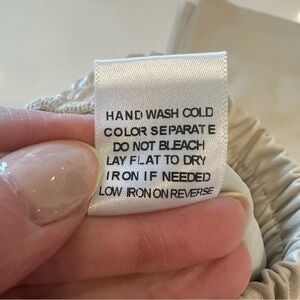 HAND WASH COLD
COLOR SEPARATE
DO NOT BLEACH
LAY FLAT TO DRY
IRON IF NEEDED
LOW IRON ON REVERSE